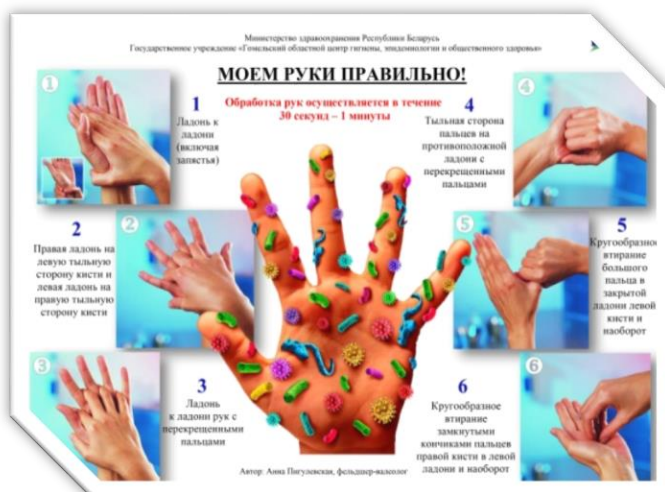 Министерство здравоохранения Республики Беларусь
Государственное учреждение «Гомельский областной центр гигиены, эпидемиологии и общественного здоровья»
МОЕМ РУКИ ПРАВИЛЬНО!
Обработка рук осуществляется в течение
30 секунд – 1 минуты
1
1
Ладонь к
ладони
(включая
запястья)
2
2
Правая ладонь на
левую тыльную
сторону кисти и
левая ладонь на
правую тыльную
сторону кисти
3
3
Ладонь
к ладони рук с
перекрещенными
пальцами
4
4
Тыльная сторона
пальцев на
противоположной
ладони с
перекрещенными
пальцами
5
5
Кругообразное
втирание
большого
пальца в
закрытой
ладони левой
кисти и
наоборот
6
6
Кругообразное
втирание
замкнутыми
кончиками пальцев
правой кисти в левой
ладони и наоборот
Автор: Анна Пигулевская, фельдшер-валеолог